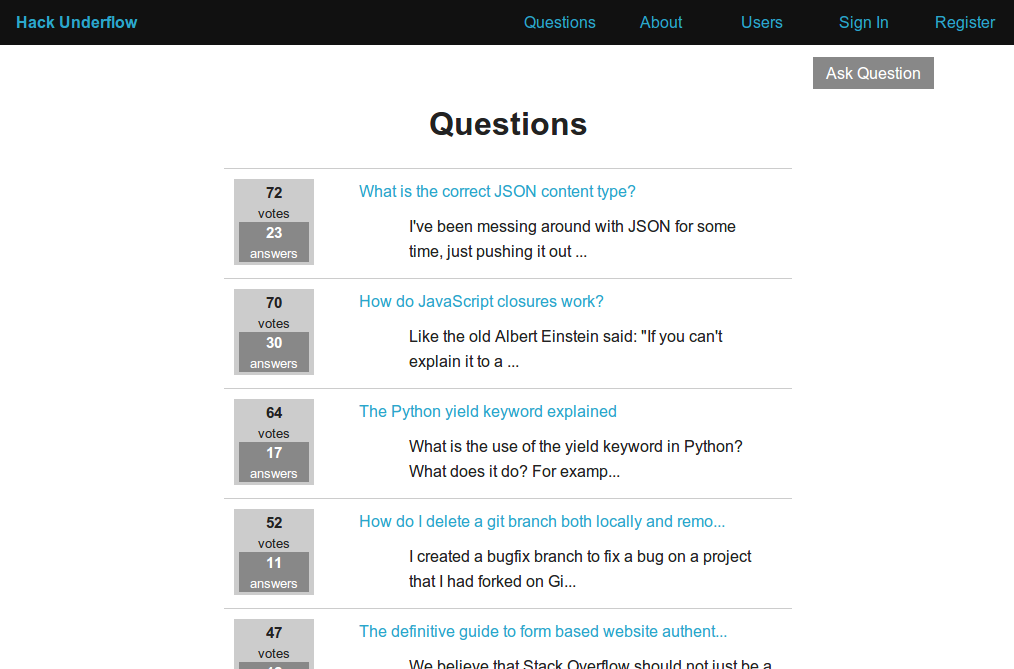 Hack Underflow Questions About Users Sign In Register
Ask Question
Questions
72
votes
23
answers
What is the correct JSON content type?
I've been messing around with JSON for some
time, just pushing it out ...
70
votes
30
answers
How do JavaScript closures work?
Like the old Albert Einstein said: "If you can't
explain it to a ...
64
votes
17
answers
The Python yield keyword explained
What is the use of the yield keyword in Python?
What does it do? For examp...
52
votes
11
answers
How do I delete a git branch both locally and remo...
I created a bugfix branch to fix a bug on a project
that I had forked on Gi...
47
votes
The definitive guide to form based website authent...
We believe that Stack Overflow should not just be a